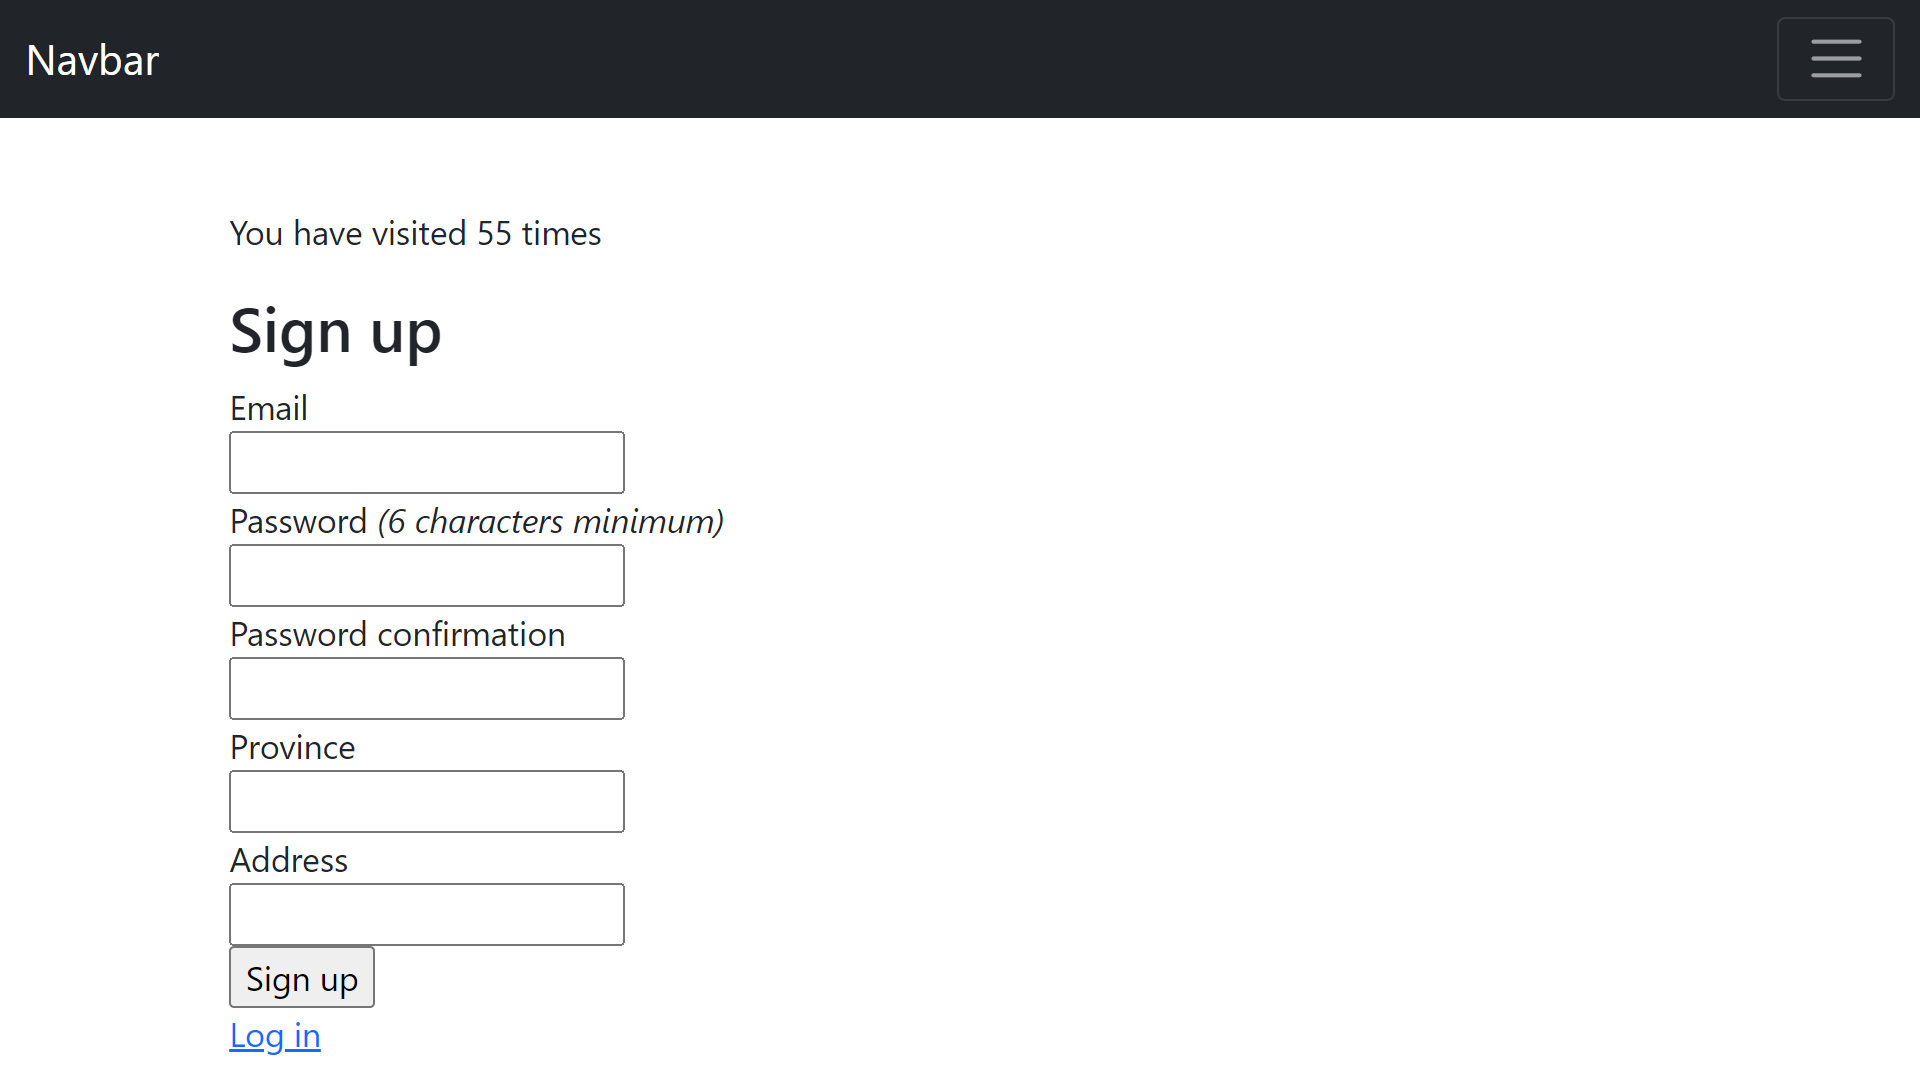 Navbar
You have visited 55 times
Sign up
Email
Password (6 characters minimum)
Password confirmation
Province
Address
Sign up
Log in